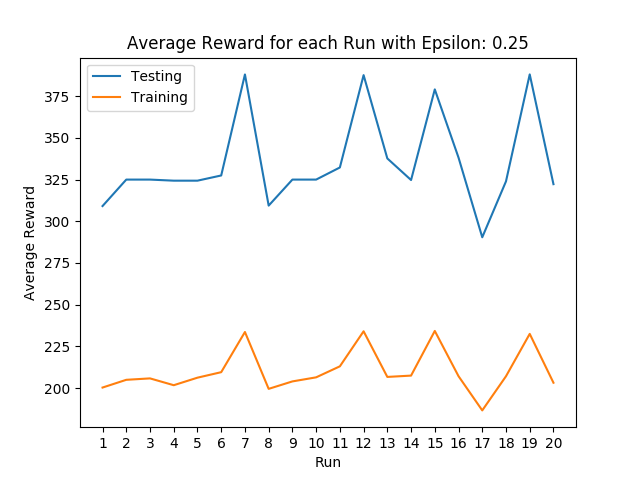 Average Reward for each Run with Epsilon: 0.25
Testing
Training
375
350
325
300
275
250
225
200
Average Reward
1 2 3 4 5 6 7 8 9 10 11 12 13 14 15 16 17 18 19 20
Run